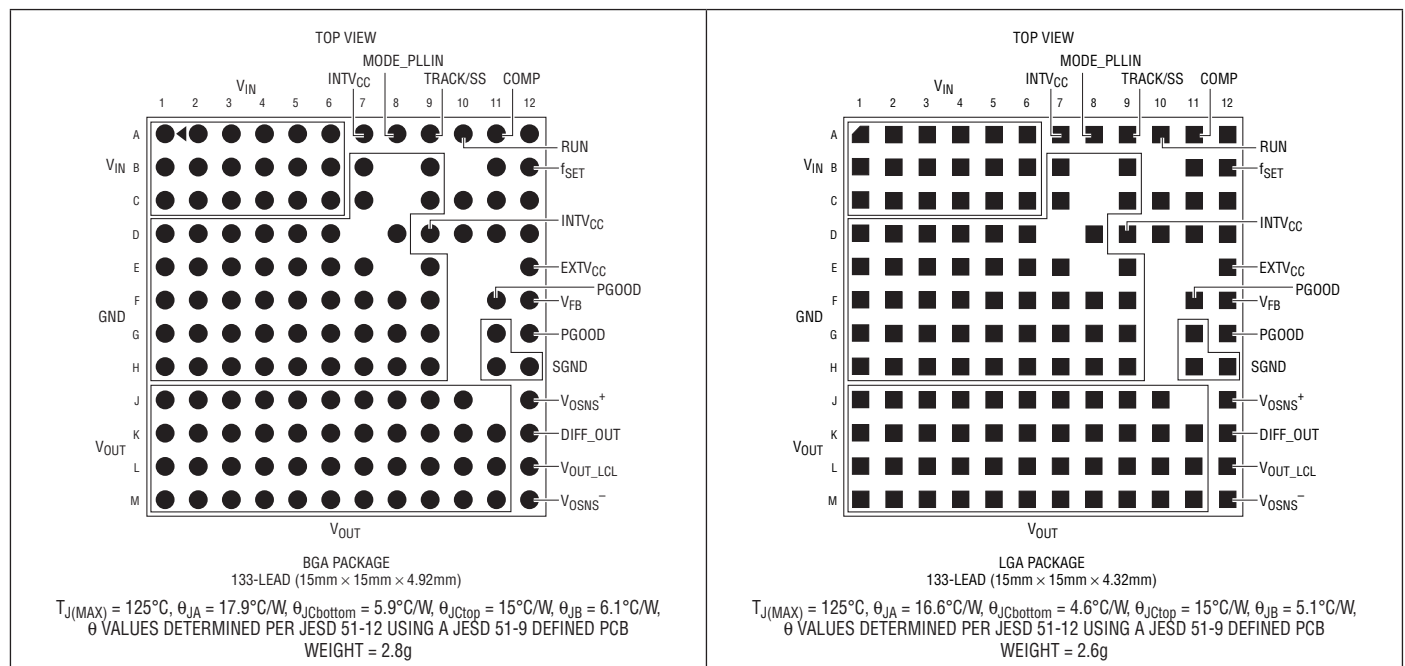 TOP VIEW
MODE_PLLIN
INTVCC TRACK/SS COMP
VIN
1 2 3 4 5 6 7 8 9 10 11 12
A
RUN
VIN B
fSET
C
INTVCC
D
E
EXTVCC
PGOOD
F
VFB
GND
G
PGOOD
H
SGND
J
VOSNS+
K
DIFF_OUT
VOUT
L
VOUT_LCL
M
VOSNS−
VOUT
BGA PACKAGE
133-LEAD (15mm × 15mm × 4.92mm)
TJ(MAX) = 125°C, θJA = 17.9°C/W, θJCbottom = 5.9°C/W, θJCtop = 15°C/W, θJB = 6.1°C/W,
θ VALUES DETERMINED PER JESD 51-12 USING A JESD 51-9 DEFINED PCB
WEIGHT = 2.8g
TOP VIEW
MODE_PLLIN
INTVCC TRACK/SS COMP
VIN
1 2 3 4 5 6 7 8 9 10 11 12
A
RUN
VIN B
fSET
C
INTVCC
D
E
EXTVCC
PGOOD
F
VFB
GND
G
PGOOD
H
SGND
J
VOSNS+
K
DIFF_OUT
VOUT
L
VOUT_LCL
M
VOSNS−
VOUT
LGA PACKAGE
133-LEAD (15mm × 15mm × 4.32mm)
TJ(MAX) = 125°C, θJA = 16.6°C/W, θJCbottom = 4.6°C/W, θJCtop = 15°C/W, θJB = 5.1°C/W,
θ VALUES DETERMINED PER JESD 51-12 USING A JESD 51-9 DEFINED PCB
WEIGHT = 2.6g